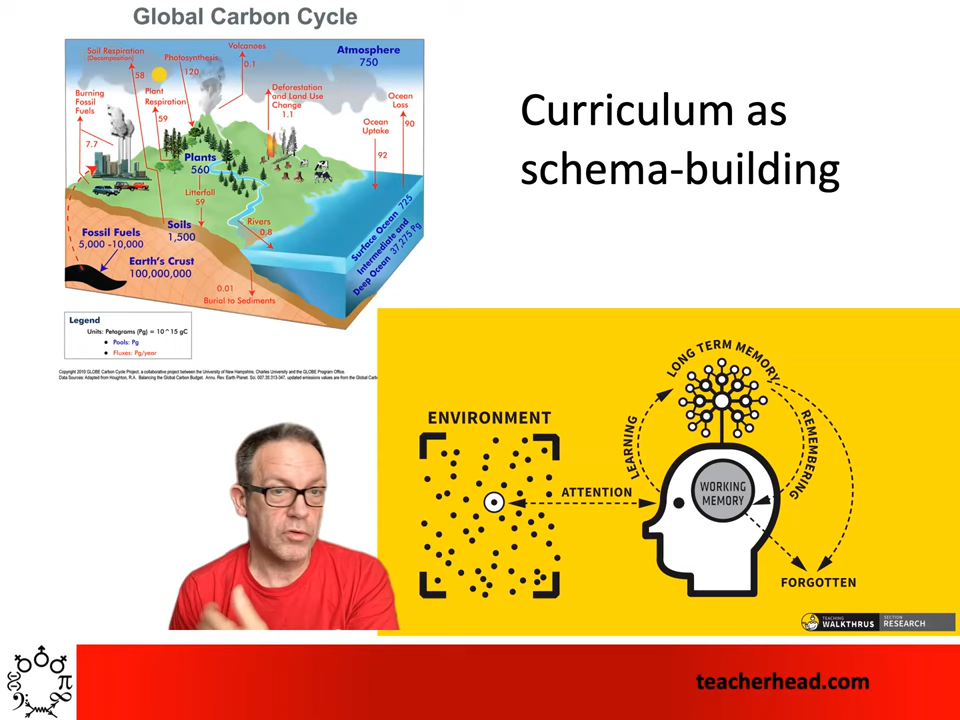 Global Carbon Cycle
Curriculum as
schema-building
Soil Respiration
(Decomposition)
58
Photosynthesis
120
Volcanoes
0.1
Atmosphere
750
Burning
Fossil
Fuels
7.7
Plant
Respiration
59
Deforestation
and Land Use
Change
1.1
Ocean
Loss
90
Ocean
Uptake
92
Plants
560
Litterfall
59
Rivers
0.8
Soils
1,500
Fossil Fuels
5,000 -10,000
Earth's Crust
100,000,000
Surface Ocean 725
Intermediate and
Deep Ocean 37,275 Pg
0.01
Burial to Sediments
Legend
Units: Petagrams (Pg) = 10^15 gC
• Pools: Pg
• Fluxes: Pg/year
Copyright 2010 GLOBE Carbon Cycle Project, a collaborative project between the University of New Hampshire, Charles University and the GLOBE Program Office.
Data Sources: Adapted from Houghton, R.A. Balancing the Global Carbon Budget. Annu. Rev. Earth Planet. Sci. 007.35:313-347, updated emissions values are from the Global Carb
ENVIRONMENT
ATTENTION
LEARNING
LONG TERM MEMORY
REMEMBERING
WORKING
MEMORY
FORGOTTEN
TEACHING
WALKTHRUS
SECTION
RESEARCH
teacherhead.com